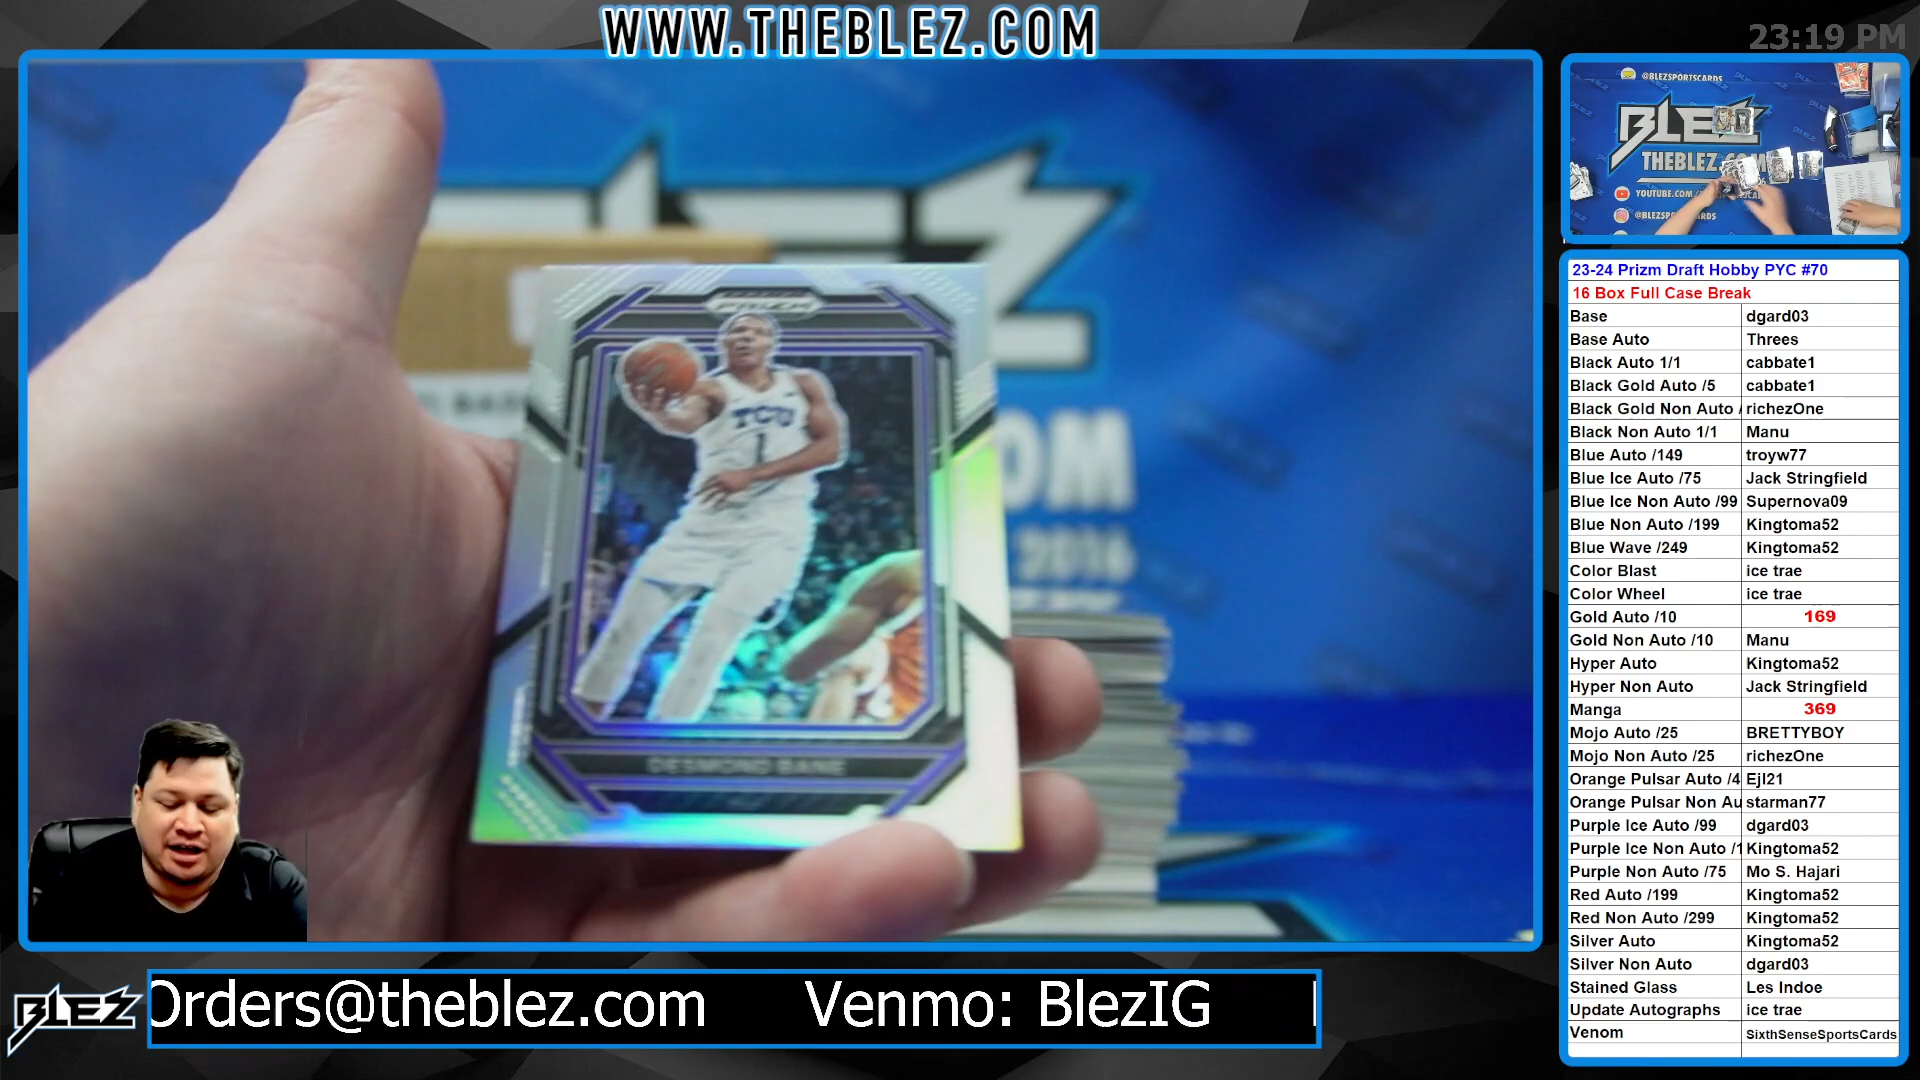 WWW.THEBLEZ.COM
23:19 PM
@BLEZSPORTSCARDS
BLEZ
THEBLEZ.COM
YOUTUBE.COM/
PRIZM
TCU
1
DESMOND BANE
OM
2016
23-24 Prizm Draft Hobby PYC #70
16 Box Full Case Break
Base dgard03
Base Auto Threes
Black Auto 1/1 cabbate1
Black Gold Auto /5 cabbate1
Black Gold Non Auto / richezOne
Black Non Auto 1/1 Manu
Blue Auto /149 troyw77
Blue Ice Auto /75 Jack Stringfield
Blue Ice Non Auto /99 Supernova09
Blue Non Auto /199 Kingtoma52
Blue Wave /249 Kingtoma52
Color Blast ice trae
Color Wheel ice trae
Gold Auto /10 169
Gold Non Auto /10 Manu
Hyper Auto Kingtoma52
Hyper Non Auto Jack Stringfield
Manga 369
Mojo Auto /25 BRETTYBOY
Mojo Non Auto /25 richezOne
Orange Pulsar Auto /4 Ejl21
Orange Pulsar Non Au starman77
Purple Ice Auto /99 dgard03
Purple Ice Non Auto /1 Kingtoma52
Purple Non Auto /75 Mo S. Hajari
Red Auto /199 Kingtoma52
Red Non Auto /299 Kingtoma52
Silver Auto Kingtoma52
Silver Non Auto dgard03
Stained Glass Les Indoe
Update Autographs ice trae
Venom SixthSenseSportsCards
BLEZ
Orders@theblez.com Venmo: BlezIG